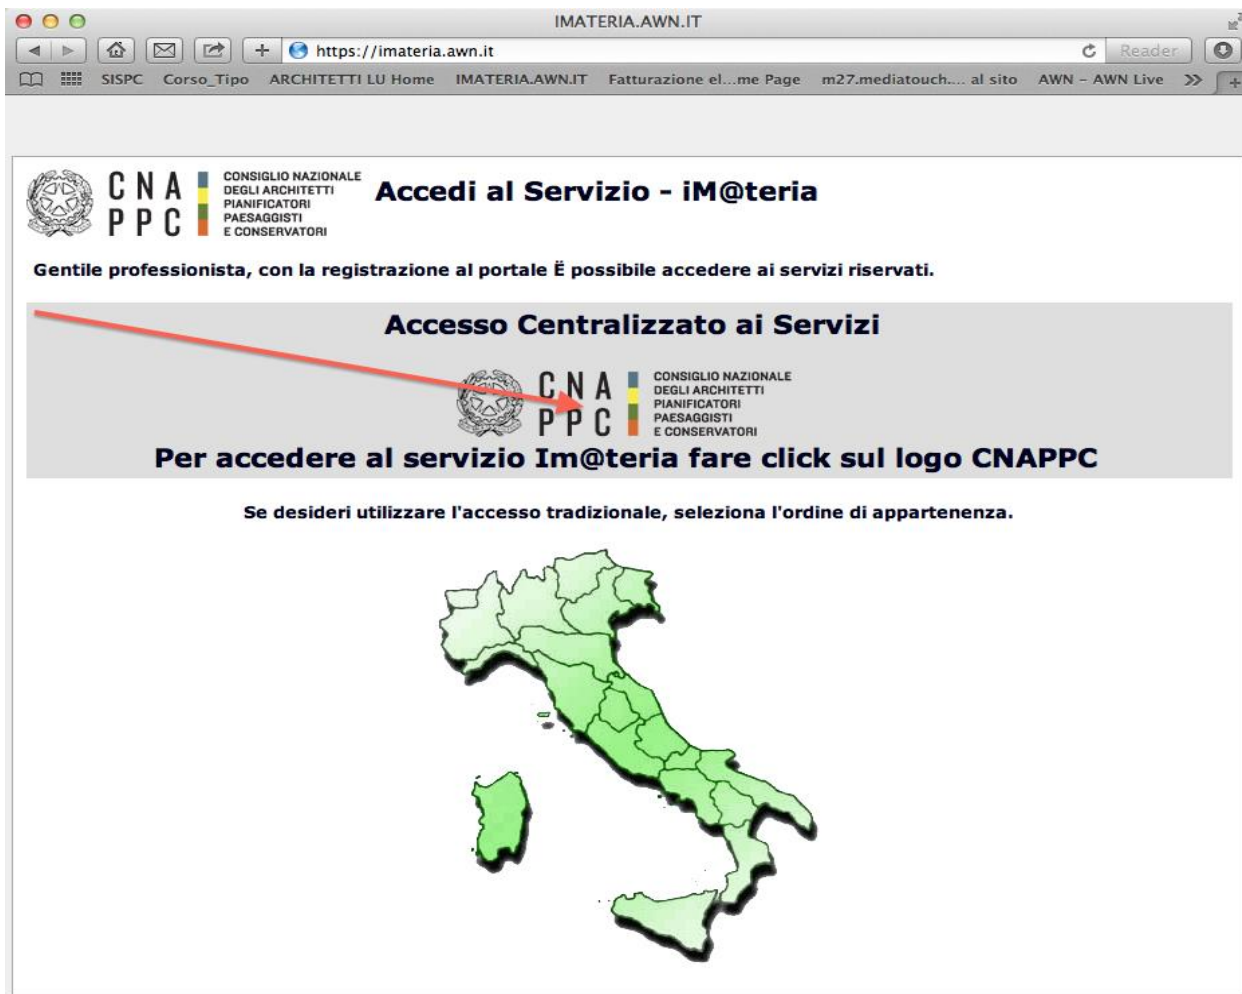 IMATERIA.AWN.IT
https://imateria.awn.it
Reader
SISPC Corso_Tipo ARCHITETTI LU Home IMATERIA.AWN.IT Fatturazione el...me Page m27.mediatouch.... al sito AWN – AWN Live
CNA
PPC
CONSIGLIO NAZIONALE
DEGLI ARCHITETTI
PIANIFICATORI
PAESAGGISTI
E CONSERVATORI
Accedi al Servizio - iM@teria
Gentile professionista, con la registrazione al portale Ë possibile accedere ai servizi riservati.
Accesso Centralizzato ai Servizi
CNA
PPC
CONSIGLIO NAZIONALE
DEGLI ARCHITETTI
PIANIFICATORI
PAESAGGISTI
E CONSERVATORI
Per accedere al servizio Im@teria fare click sul logo CNAPPC
Se desideri utilizzare l'accesso tradizionale, seleziona l'ordine di appartenenza.